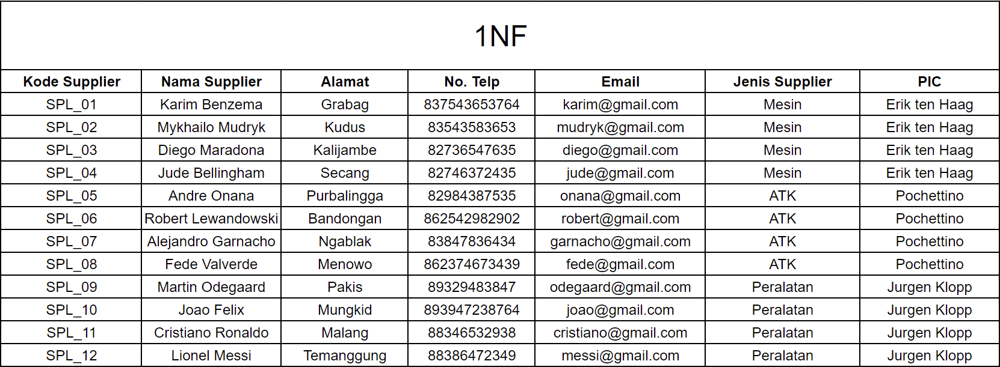 1NF
Kode Supplier Nama Supplier Alamat No. Telp Email Jenis Supplier PIC
SPL_01 Karim Benzema Grabag 837543653764 karim@gmail.com Mesin Erik ten Haag
SPL_02 Mykhailo Mudryk Kudus 83543583653 mudryk@gmail.com Mesin Erik ten Haag
SPL_03 Diego Maradona Kalijambe 82736547635 diego@gmail.com Mesin Erik ten Haag
SPL_04 Jude Bellingham Secang 82746372435 jude@gmail.com Mesin Erik ten Haag
SPL_05 Andre Onana Purbalingga 82984387535 onana@gmail.com ATK Pochettino
SPL_06 Robert Lewandowski Bandongan 862542982902 robert@gmail.com ATK Pochettino
SPL_07 Alejandro Garnacho Ngablak 83847836434 garnacho@gmail.com ATK Pochettino
SPL_08 Fede Valverde Menowo 862374673439 fede@gmail.com ATK Pochettino
SPL_09 Martin Odegaard Pakis 89329483847 odegaard@gmail.com Peralatan Jurgen Klopp
SPL_10 Joao Felix Mungkid 893947238764 joao@gmail.com Peralatan Jurgen Klopp
SPL_11 Cristiano Ronaldo Malang 88346532938 cristiano@gmail.com Peralatan Jurgen Klopp
SPL_12 Lionel Messi Temanggung 88386472349 messi@gmail.com Peralatan Jurgen Klopp